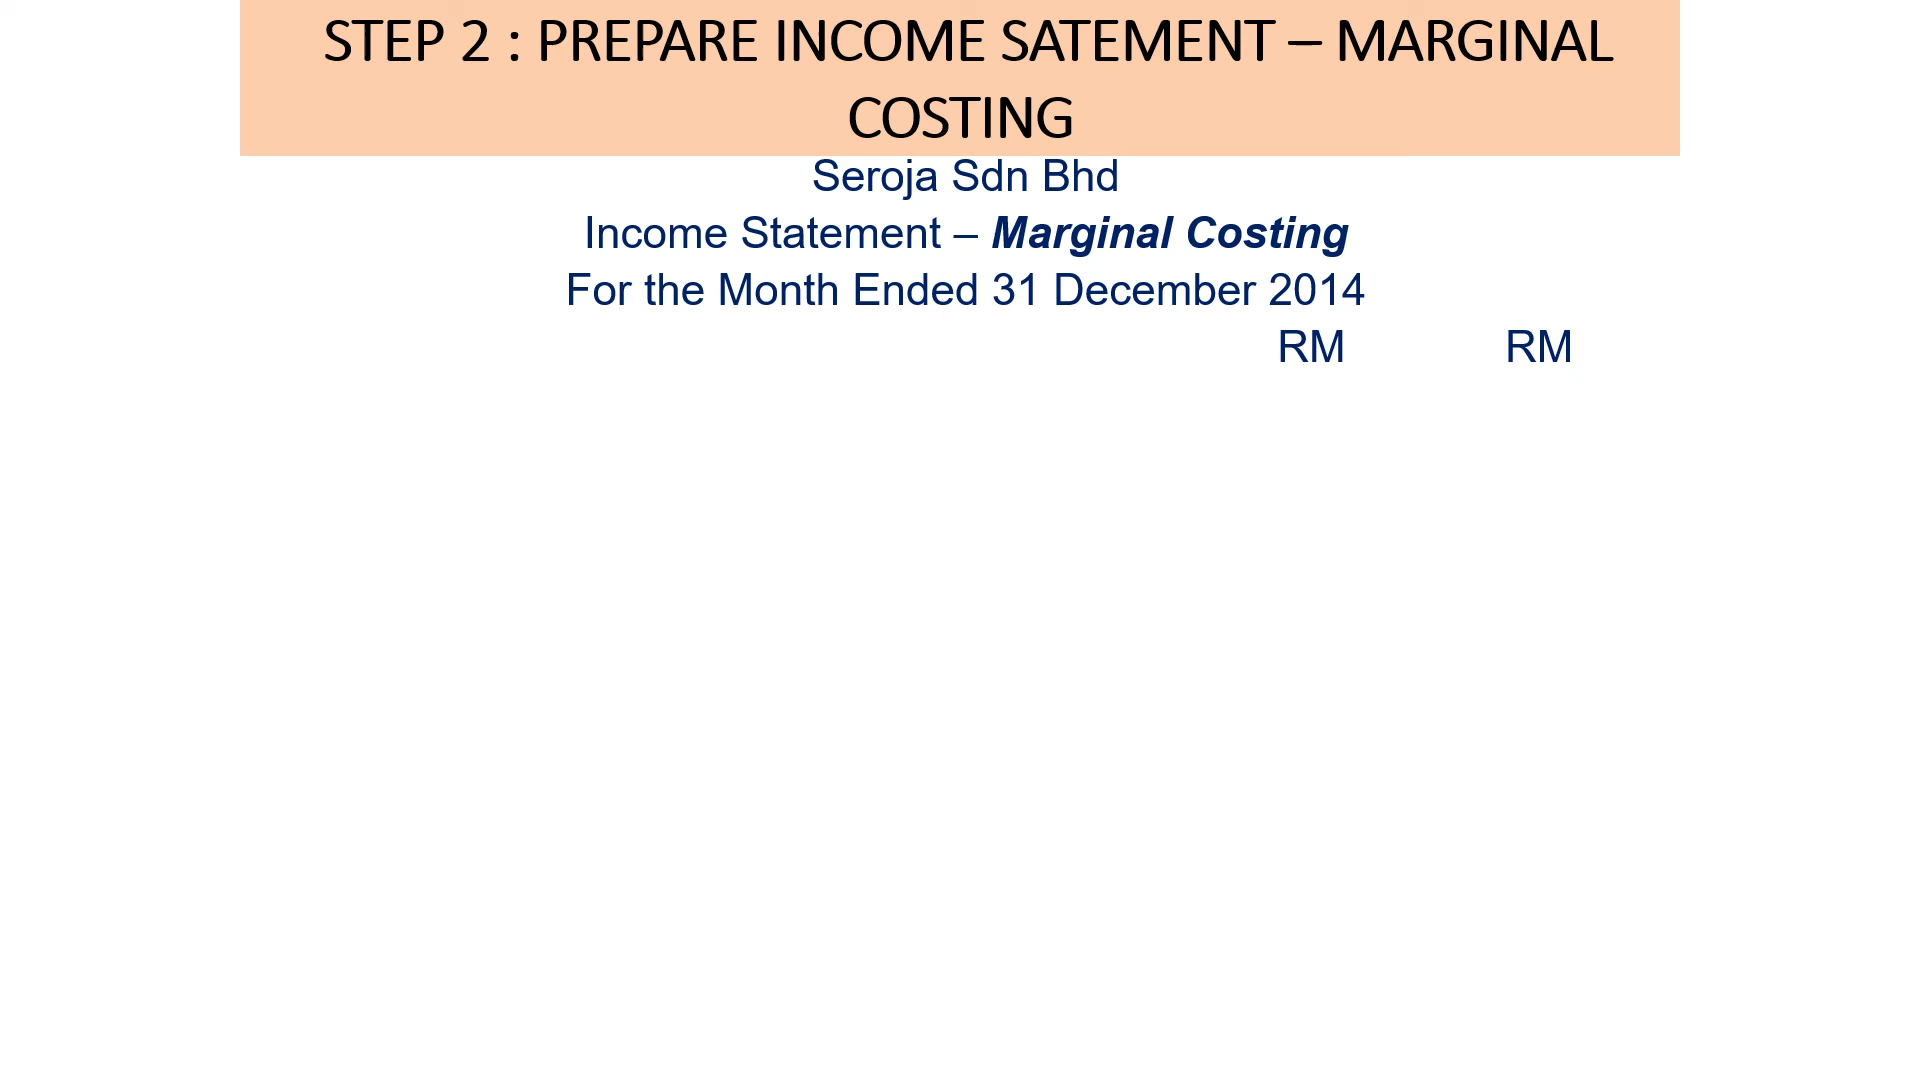 STEP 2 : PREPARE INCOME SATEMENT – MARGINAL
COSTING
Seroja Sdn Bhd
Income Statement – Marginal Costing
For the Month Ended 31 December 2014
RM RM